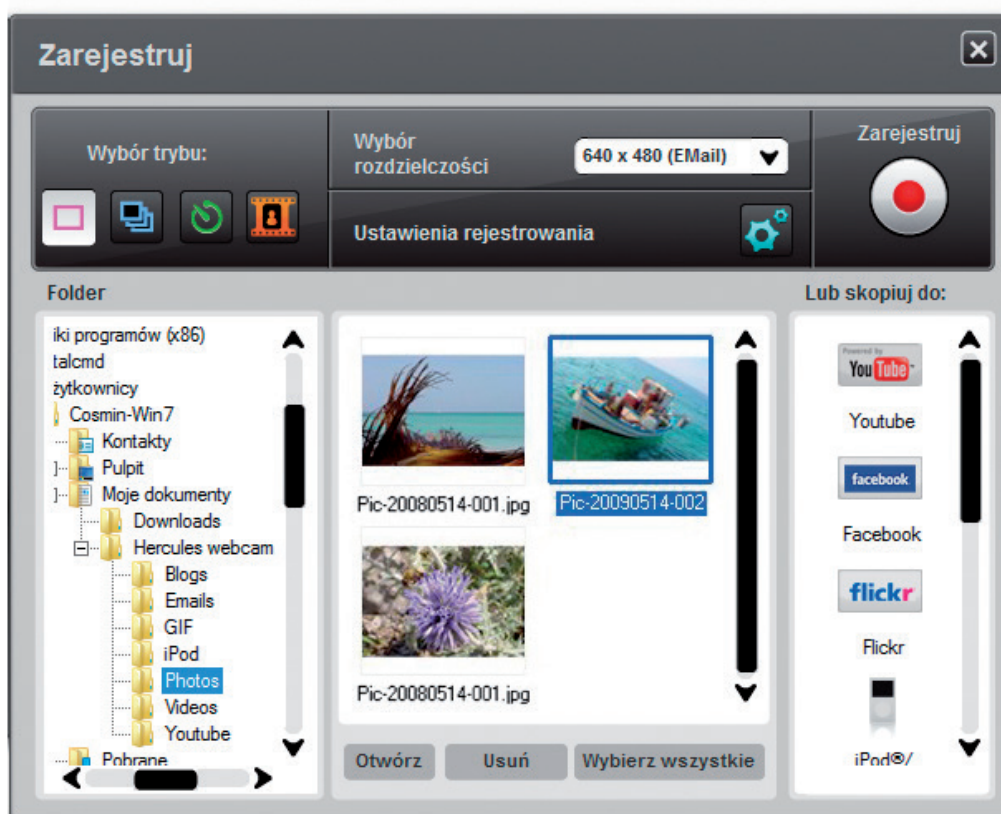 Zarejestruj
Wybór trybu:
Wybór
rozdzielczości
640 x 480 (EMail)
Ustawienia rejestrowania
Zarejestruj
Folder
iki programów (x86)
talcmd
żytkownicy
Cosmin-Win7
Kontakty
Pulpit
Moje dokumenty
Downloads
Hercules webcam
Blogs
Emails
GIF
iPod
Photos
Videos
Youtube
Pobrane
Pic-20080514-001.jpg
Pic-20090514-002
Pic-20080514-001.jpg
Otwórz
Usuń
Wybierz wszystkie
Lub skopiuj do:
Powered by
YouTube
Youtube
facebook
Facebook
flickr
Flickr
iPod®/